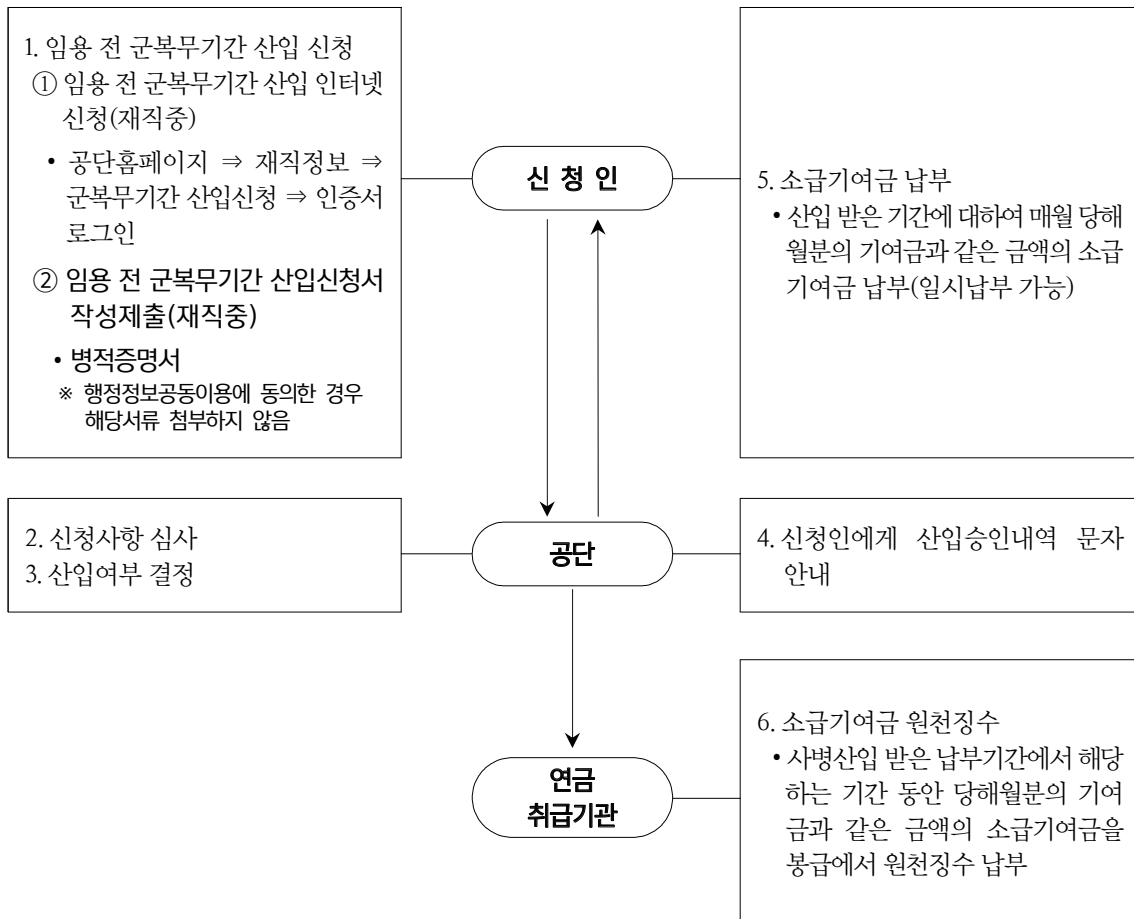 1. 임용 전 군복무기간 산입 신청
① 임용 전 군복무기간 산입 인터넷
신청(재직중)
• 공단홈페이지 ⇒ 재직정보 ⇒
군복무기간 산입신청 ⇒ 인증서
로그인
② 임용 전 군복무기간 산입신청서
작성제출(재직중)
• 병적증명서
※ 행정정보공동이용에 동의한 경우
해당서류 첨부하지 않음
신 청 인
5. 소급기여금 납부
• 산입 받은 기간에 대하여 매월 당해
월분의 기여금과 같은 금액의 소급
기여금 납부(일시납부 가능)
2. 신청사항 심사
3. 산입여부 결정
공단
4. 신청인에게 산입승인내역 문자
안내
연금
취급기관
6. 소급기여금 원천징수
• 사병산입 받은 납부기간에서 해당
하는 기간 동안 당해월분의 기여
금과 같은 금액의 소급기여금을
봉급에서 원천징수 납부